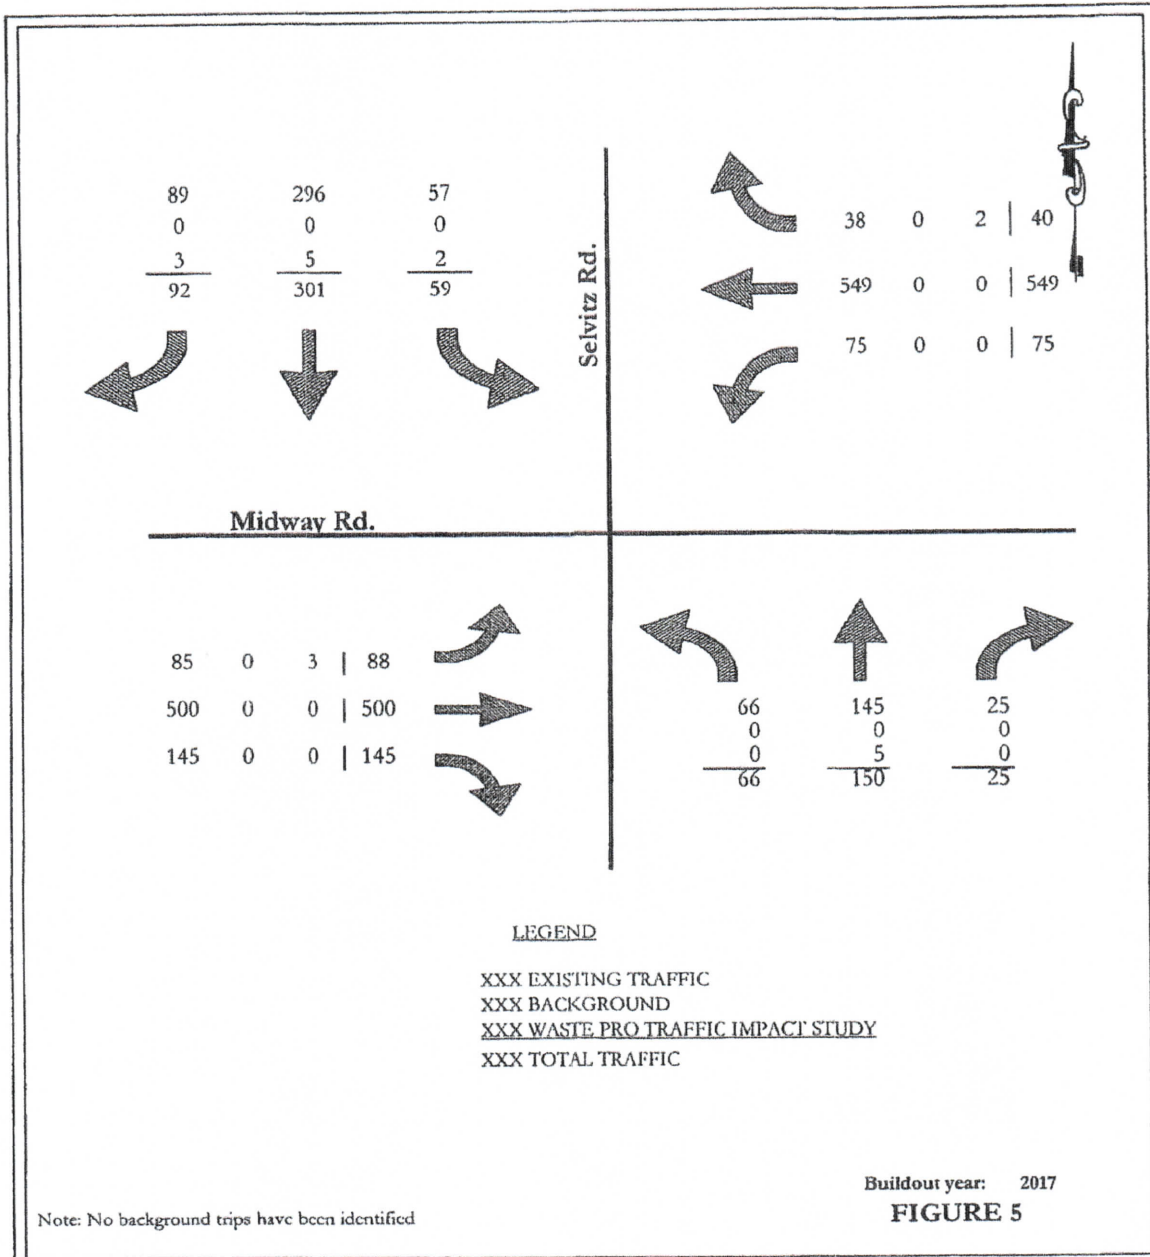 89 296 57
0 0 0
3 5 2
92 301 59
Selvitz Rd.
38 0 2 | 40
549 0 0 | 549
75 0 0 | 75
Midway Rd.
85 0 3 | 88
500 0 0 | 500
145 0 0 | 145
66 145 25
0 0 0
0 5 0
66 150 25
LEGEND
XXX EXISTING TRAFFIC
XXX BACKGROUND
XXX WASTE PRO TRAFFIC IMPACT STUDY
XXX TOTAL TRAFFIC
Note: No background trips have been identified
Buildout year: 2017
FIGURE 5